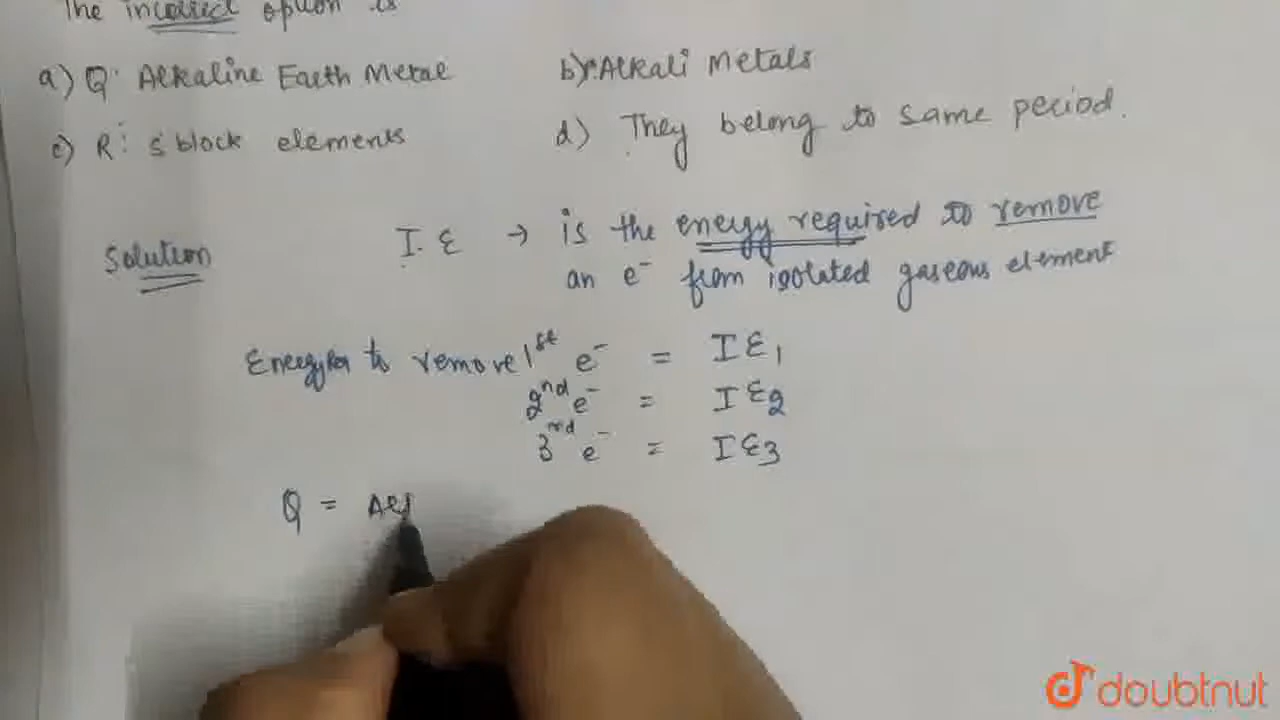 The incorrect option is
a) Q: Alkaline Earth Metal b) Alkali Metals
c) R: s block elements d) They belong to same period.
Solution I.E → is the energy required to remove
an e⁻ from isolated gaseous element
Energy to remove 1st e⁻ = IE₁
2nd e⁻ = IE₂
3rd e⁻ = IE₃
Q =
doubtnut